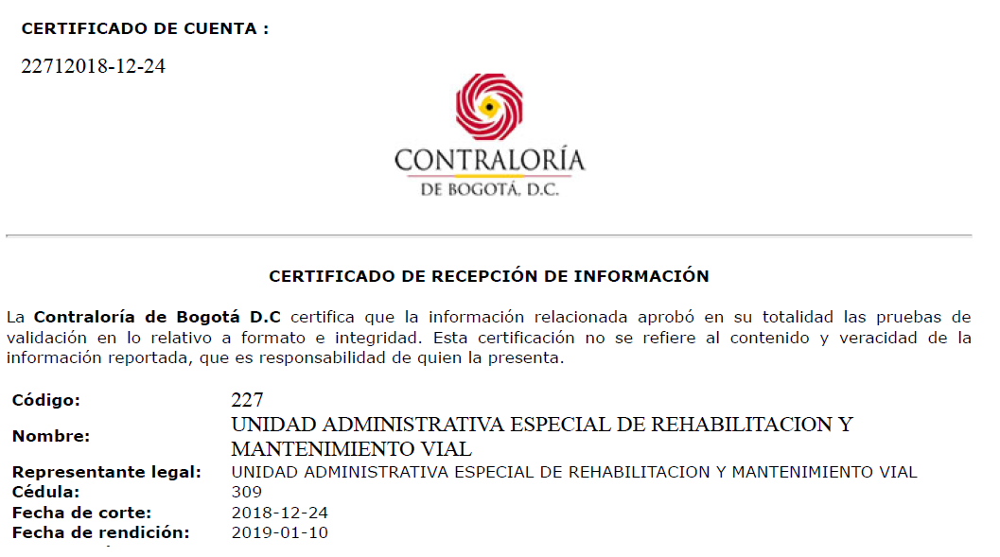 CERTIFICADO DE CUENTA :
22712018-12-24
CONTRALORÍA
DE BOGOTÁ, D.C.
CERTIFICADO DE RECEPCIÓN DE INFORMACIÓN
La Contraloría de Bogotá D.C certifica que la información relacionada aprobó en su totalidad las pruebas de
validación en lo relativo a formato e integridad. Esta certificación no se refiere al contenido y veracidad de la
información reportada, que es responsabilidad de quien la presenta.
Código: 227
Nombre: UNIDAD ADMINISTRATIVA ESPECIAL DE REHABILITACION Y
MANTENIMIENTO VIAL
Representante legal: UNIDAD ADMINISTRATIVA ESPECIAL DE REHABILITACION Y MANTENIMIENTO VIAL
Cédula: 309
Fecha de corte: 2018-12-24
Fecha de rendición: 2019-01-10